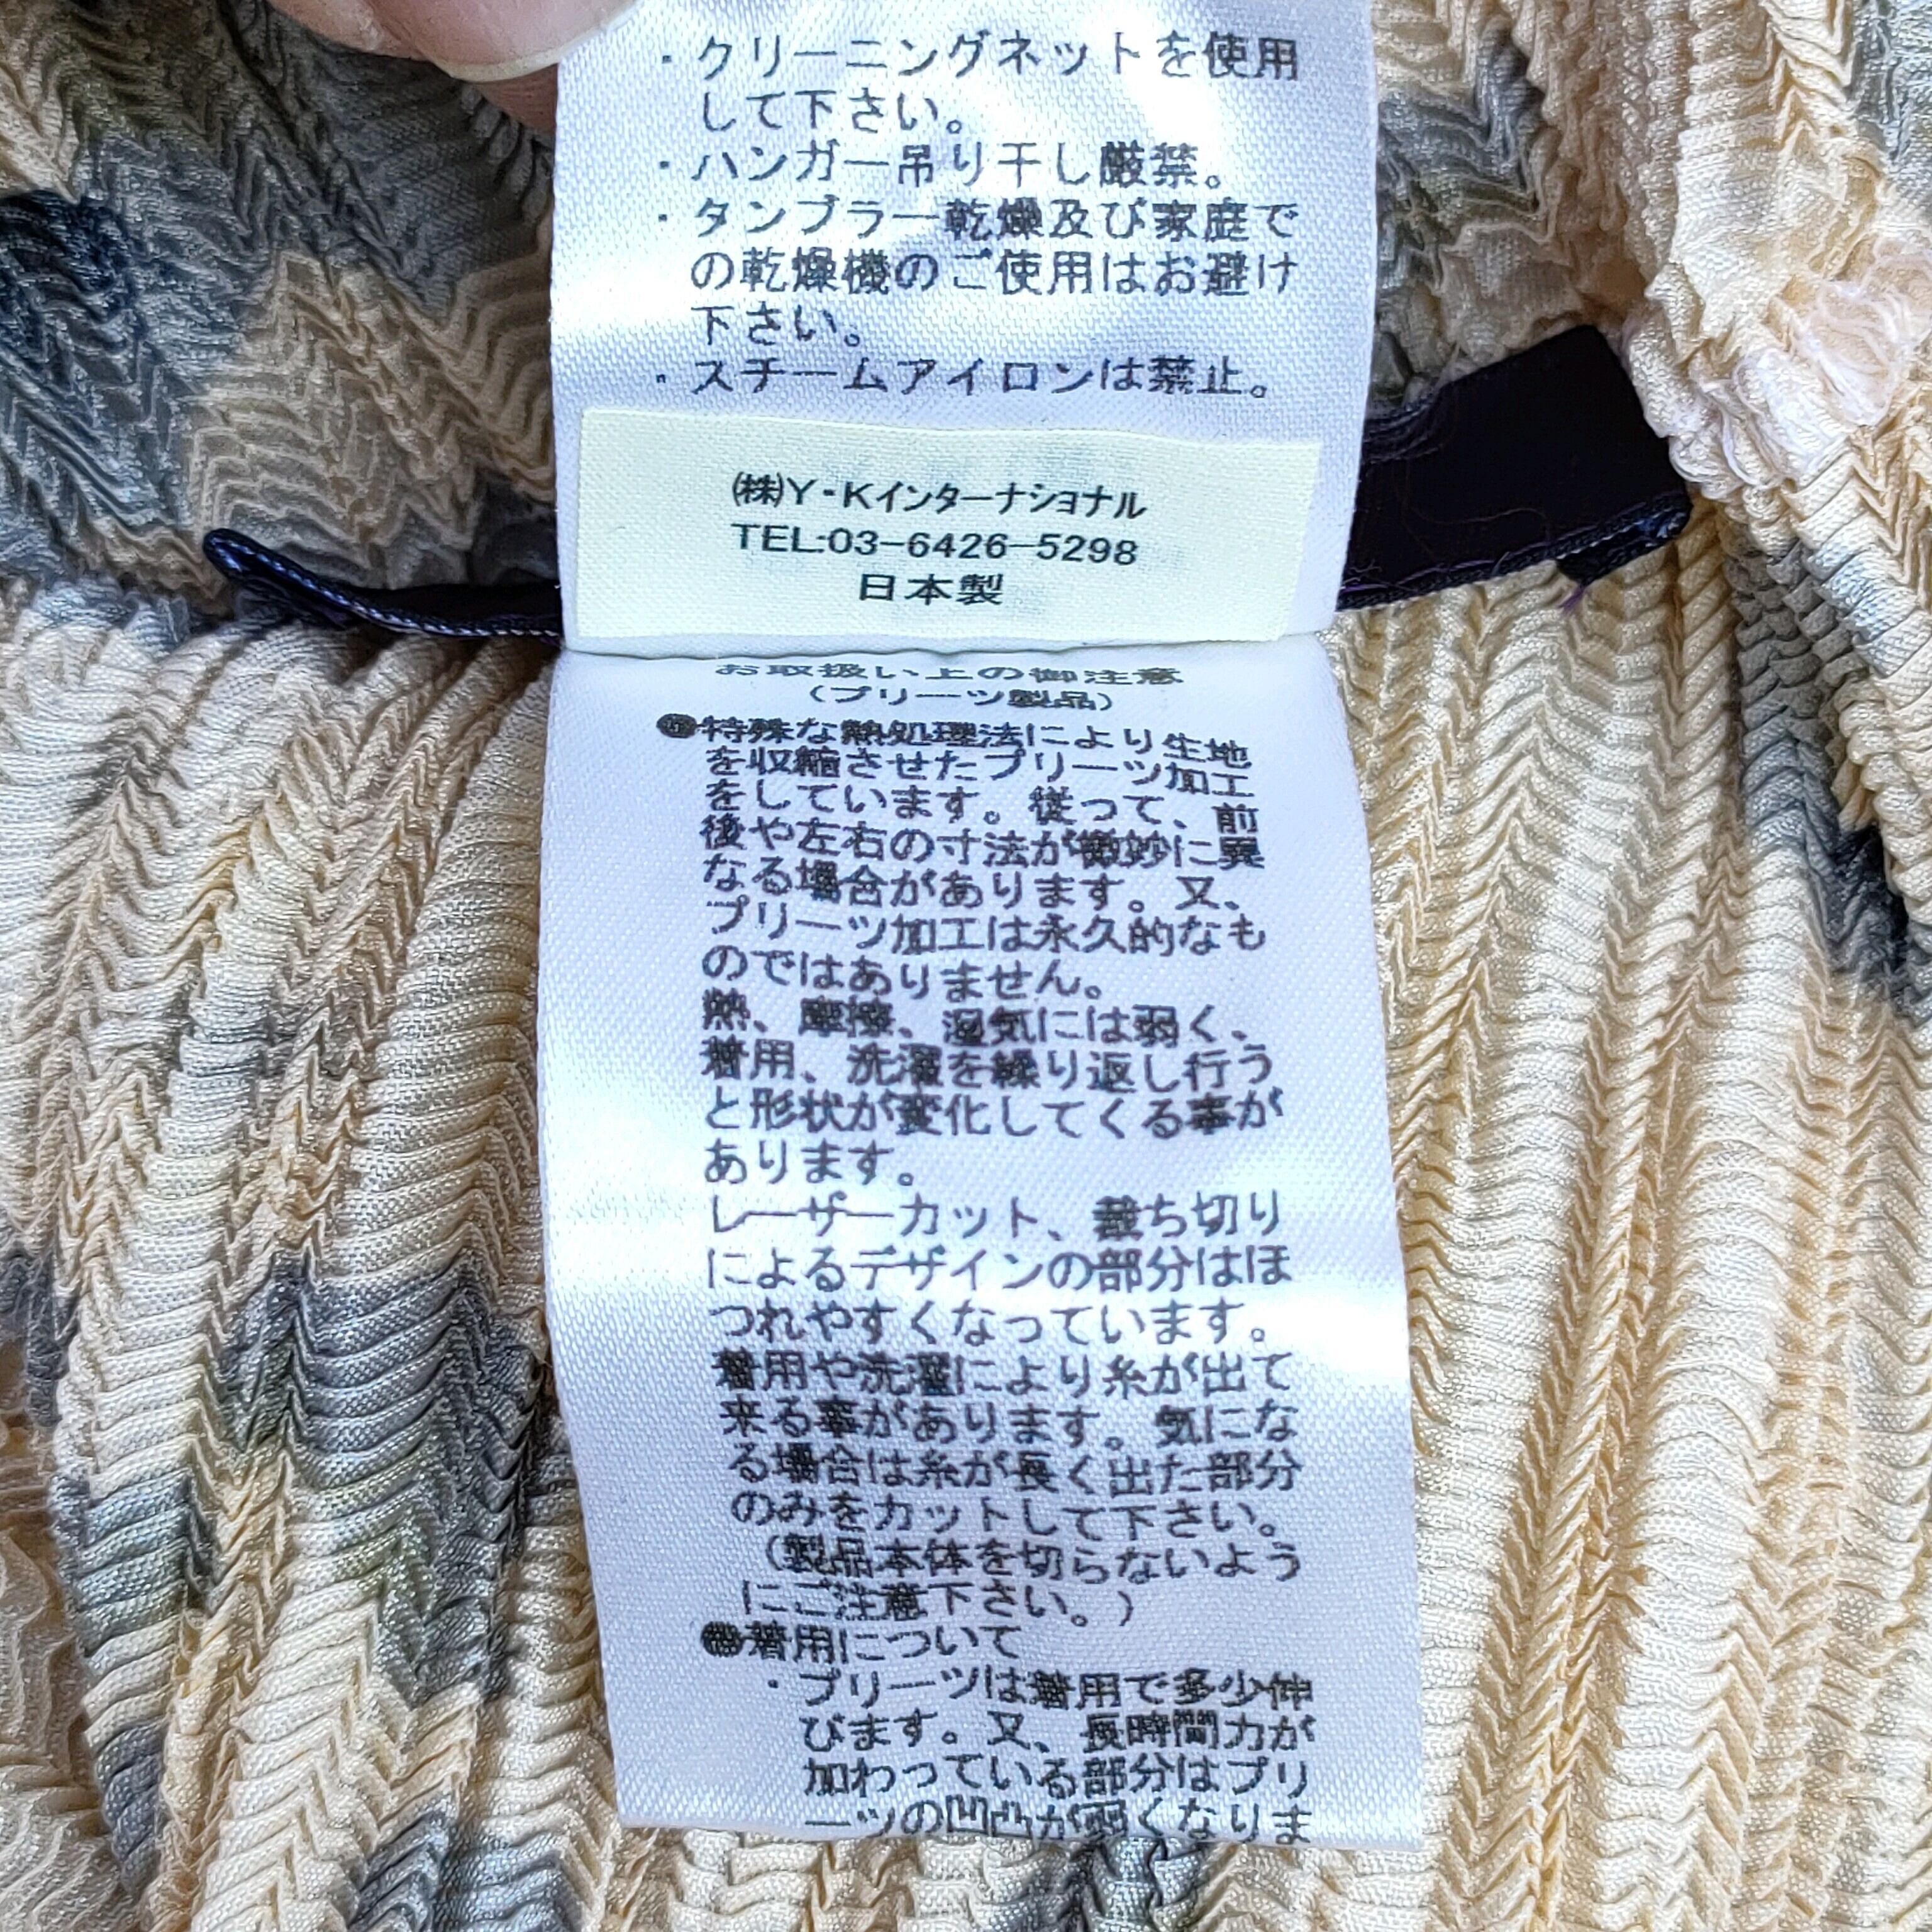 ・クリーニングネットを使用
して下さい。
・ハンガー吊り干し厳禁。
・タンブラー乾燥及び家庭で
の乾燥機のご使用はお避け
下さい。
・スチームアイロンは禁止。
㈱Y・Kインターナショナル
TEL:03-6426-5298
日本製
お取扱い上の御注意
(プリーツ製品)
●特殊な熱処理法により生地
を収縮させたプリーツ加工
をしています。従って、前
後や左右の寸法が微妙に異
なる場合があります。又、
プリーツ加工は永久的なも
のではありません。
熱、摩擦、湿気には弱く、
着用、洗濯を繰り返し行う
と形状が変化してくる事が
あります。
レーザーカット、裁ち切り
によるデザインの部分はほ
つれやすくなっています。
着用や洗濯により糸が出て
来る事があります。気にな
る場合は糸が長く出た部分
のみをカットして下さい。
(製品本体を切らないよう
にご注意下さい。)
●着用について
・プリーツは着用で多少伸
びます。又、長時間力が
加わっている部分はプリ
ーツの凹凸が弱くなりま